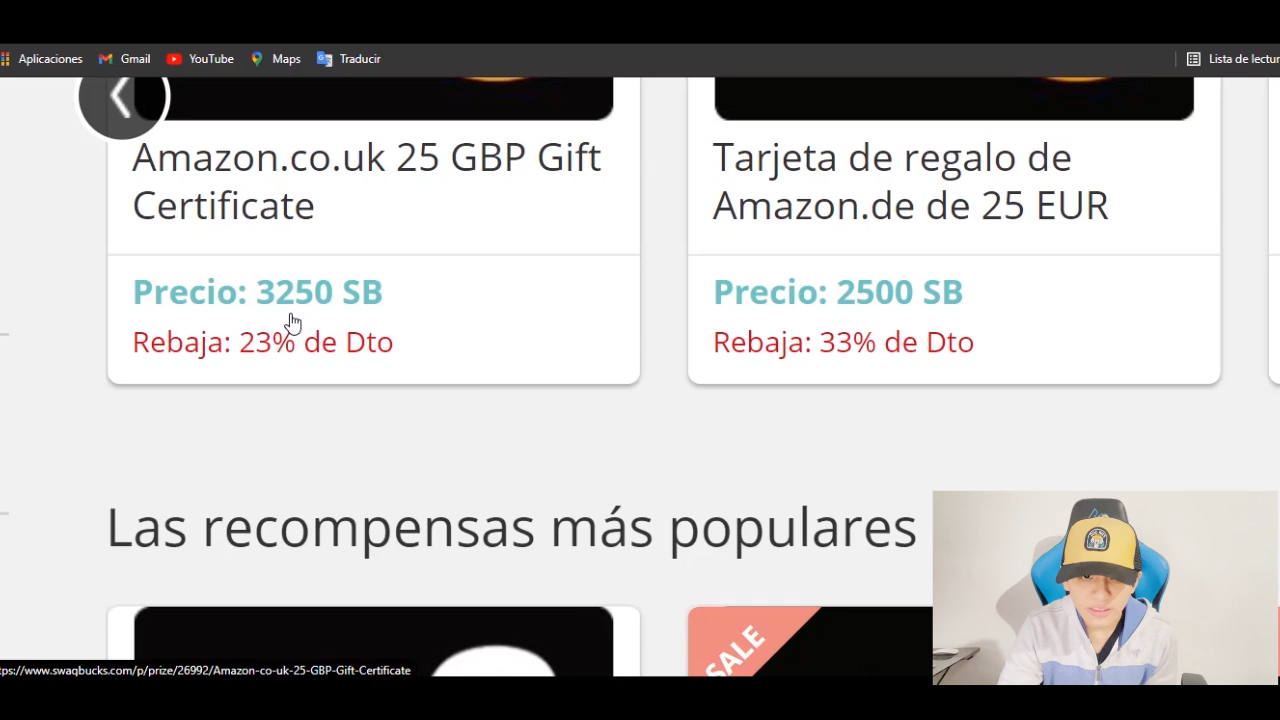 Aplicaciones Gmail YouTube Maps Traducir Lista de lectur
Amazon.co.uk 25 GBP Gift
Certificate
Precio: 3250 SB
Rebaja: 23% de Dto
Tarjeta de regalo de
Amazon.de de 25 EUR
Precio: 2500 SB
Rebaja: 33% de Dto
Las recompensas más populares
SALE
tps://www.swagbucks.com/p/prize/26992/Amazon-co-uk-25-GBP-Gift-Certificate